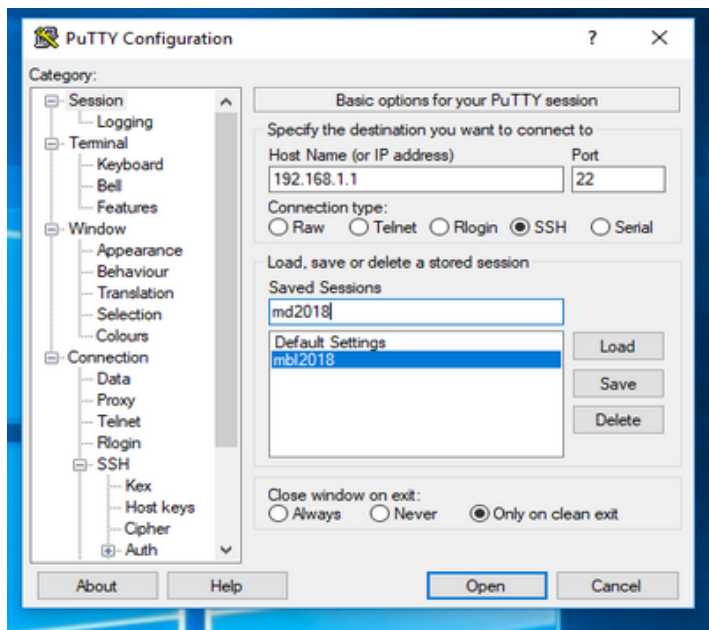 PuTTY Configuration
?
Category:
Session
Logging
Terminal
Keyboard
Bell
Features
Window
Appearance
Behaviour
Translation
Selection
Colours
Connection
Data
Proxy
Telnet
Rlogin
SSH
Kex
Host keys
Cipher
Auth
Basic options for your PuTTY session
Specify the destination you want to connect to
Host Name (or IP address) Port
192.168.1.1 22
Connection type:
Raw Telnet Rlogin SSH Serial
Load, save or delete a stored session
Saved Sessions
md2018
Default Settings
mbl2018
Load
Save
Delete
Close window on exit:
Always Never Only on clean exit
About Help Open Cancel